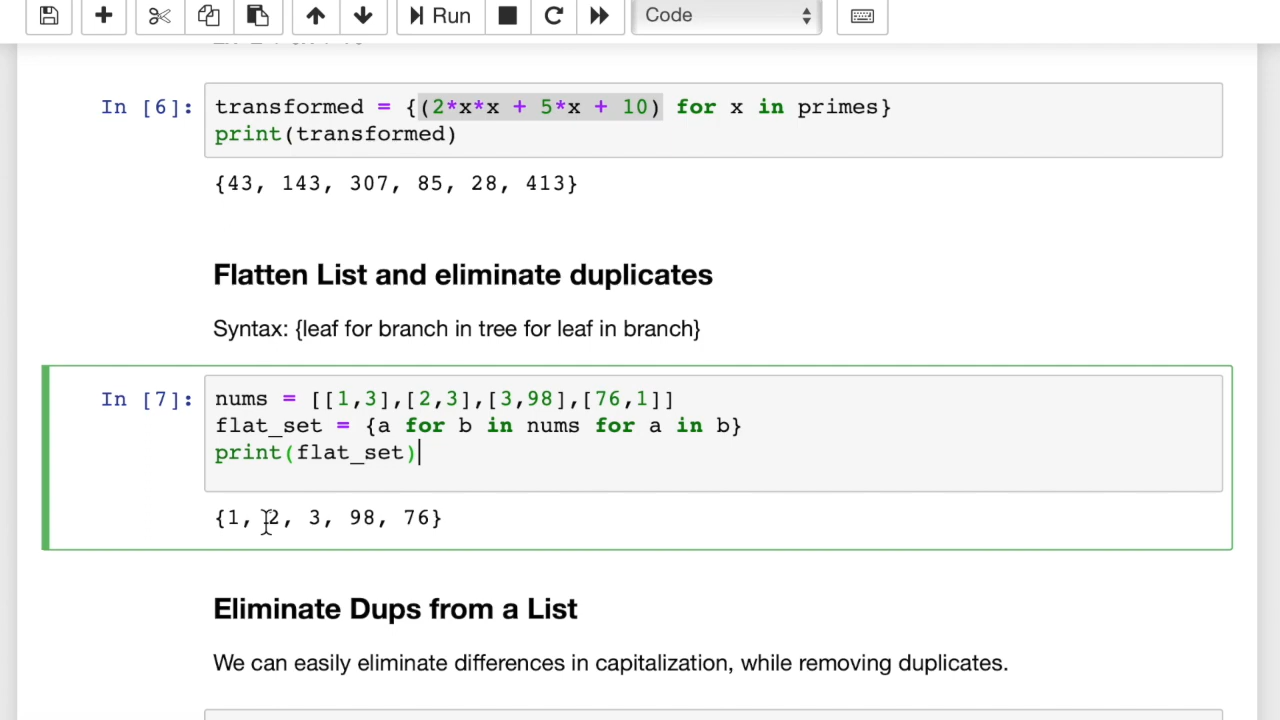 Run
Code
In [6]:
transformed = {(2*x*x + 5*x + 10) for x in primes}
print(transformed)
{43, 143, 307, 85, 28, 413}
Flatten List and eliminate duplicates
Syntax: {leaf for branch in tree for leaf in branch}
In [7]:
nums = [[1,3],[2,3],[3,98],[76,1]]
flat_set = {a for b in nums for a in b}
print(flat_set)
{1, 2, 3, 98, 76}
Eliminate Dups from a List
We can easily eliminate differences in capitalization, while removing duplicates.